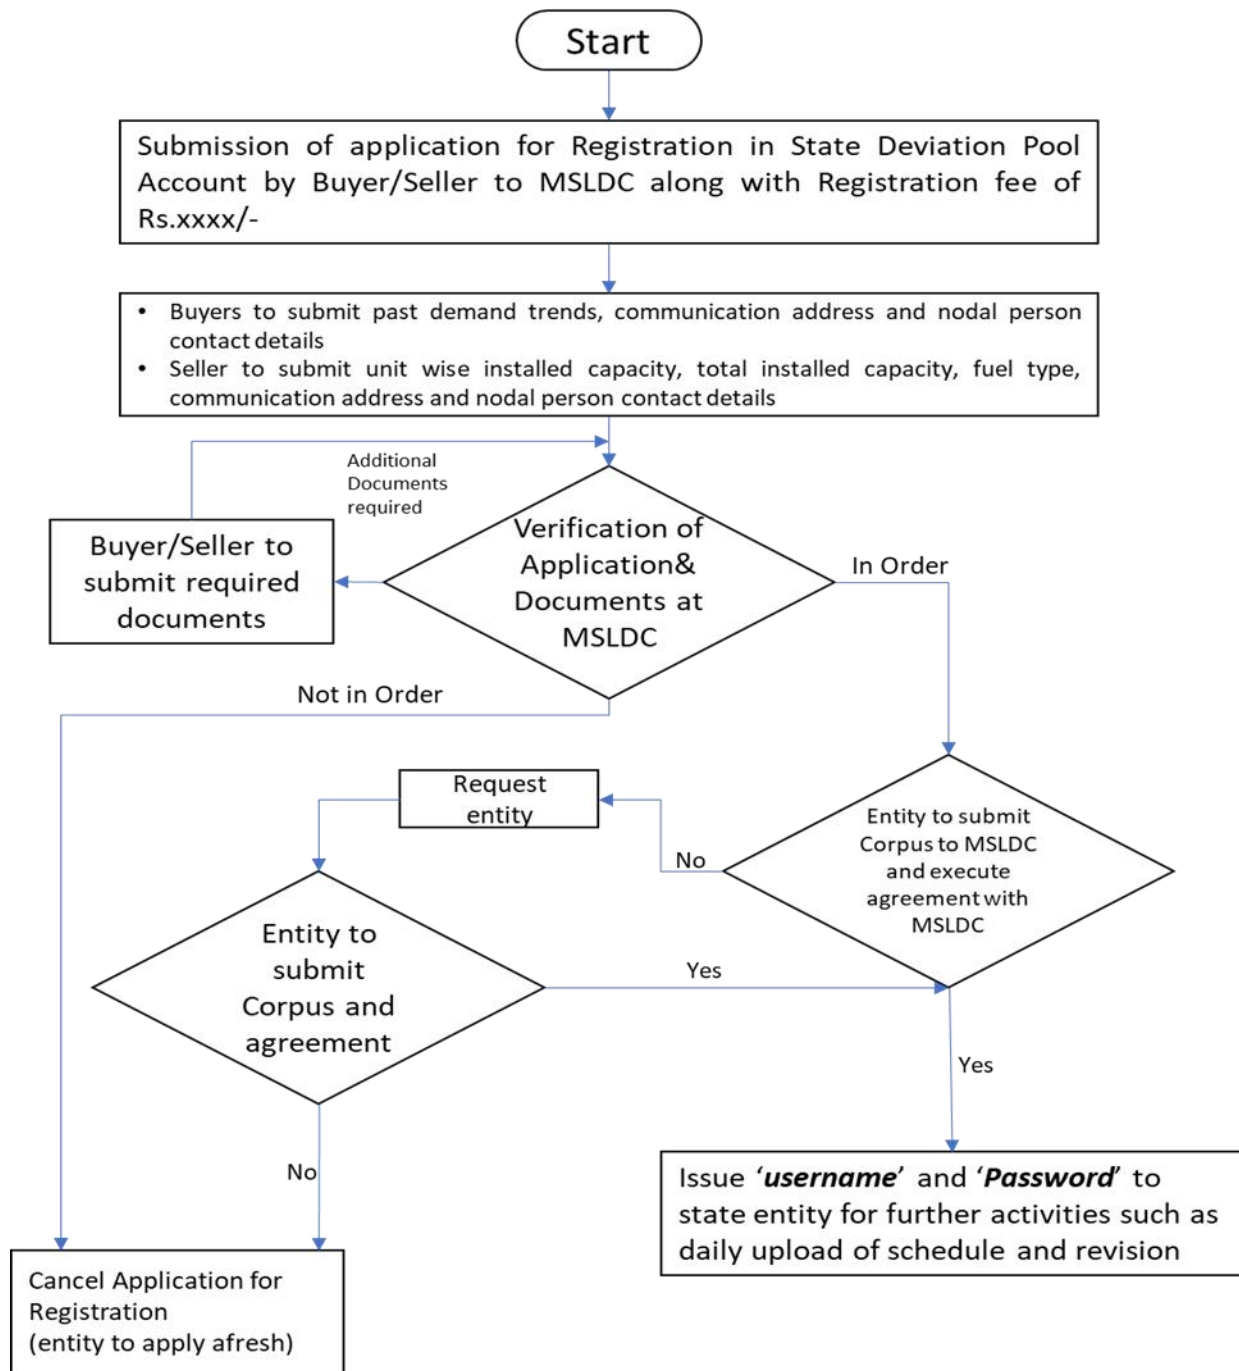 Start
Submission of application for Registration in State Deviation Pool
Account by Buyer/Seller to MSLDC along with Registration fee of
Rs.xxxx/-
• Buyers to submit past demand trends, communication address and nodal person
contact details
• Seller to submit unit wise installed capacity, total installed capacity, fuel type,
communication address and nodal person contact details
Additional
Documents
required
Buyer/Seller to
submit required
documents
Verification of
Application&
Documents at
MSLDC
In Order
Not in Order
Request
entity
No
Entity to submit
Corpus to MSLDC
and execute
agreement with
MSLDC
Entity to
submit
Corpus and
agreement
Yes
Yes
No
Issue ‘username’ and ‘Password’ to
state entity for further activities such as
daily upload of schedule and revision
Cancel Application for
Registration
(entity to apply afresh)